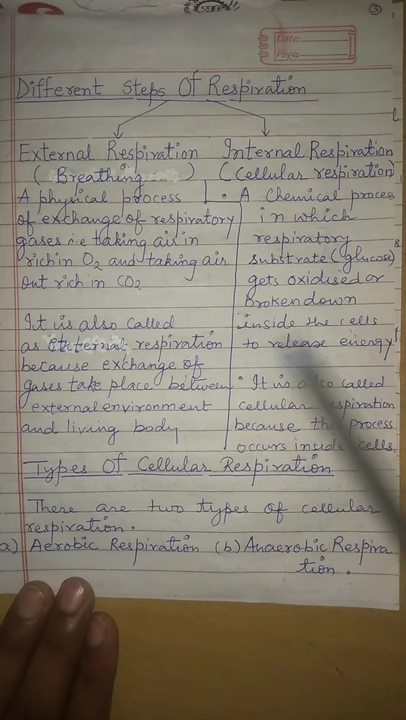 ③
Date:
Page:
Different Steps Of Respiration
External Respiration
( Breathing )
A physical process
of exchange of respiratory
gases i.e taking air in
rich in O₂ and taking air
out rich in CO₂
It is also called
as External respiration
because exchange of
gases take place between
external environment
and living body
Internal Respiration
(Cellular respiration)
• A Chemical process
in which
respiratory
substrate (glucose)
gets oxidised or
broken down
inside the cells
to release energy
• It is also called
cellular respiration
because the process
occurs inside cells.
Types Of Cellular Respiration
There are two types of cellular
respiration.
a) Aerobic Respiration (b) Anaerobic Respira
tion.